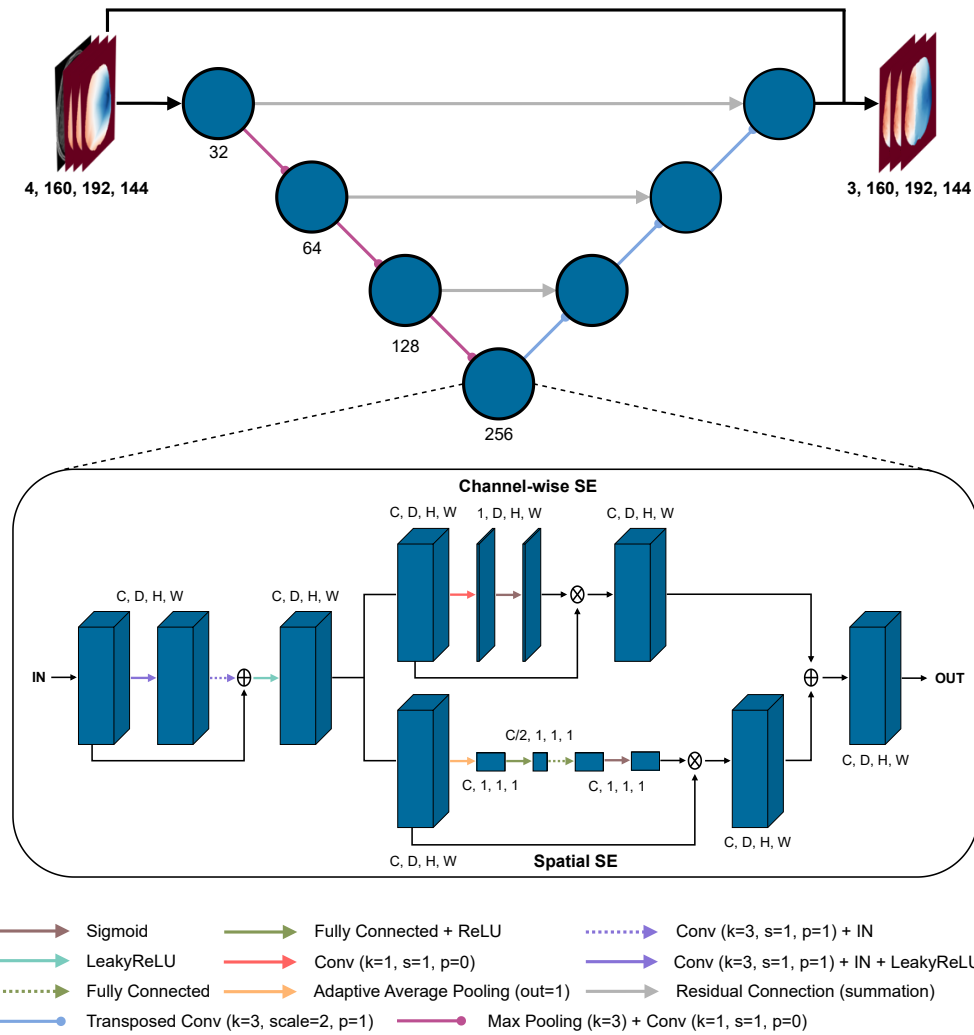 4, 160, 192, 144
3, 160, 192, 144
32
64
128
256
Channel-wise SE
C, D, H, W
1, D, H, W
C, D, H, W
C, D, H, W
C, D, H, W
IN
OUT
C/2, 1, 1, 1
C, 1, 1, 1
C, 1, 1, 1
C, D, H, W
C, D, H, W
C, D, H, W
Spatial SE
Sigmoid
Fully Connected + ReLU
Conv (k=3, s=1, p=1) + IN
LeakyReLU
Conv (k=1, s=1, p=0)
Conv (k=3, s=1, p=1) + IN + LeakyReLU
Fully Connected
Adaptive Average Pooling (out=1)
Residual Connection (summation)
Transposed Conv (k=3, scale=2, p=1)
Max Pooling (k=3) + Conv (k=1, s=1, p=0)